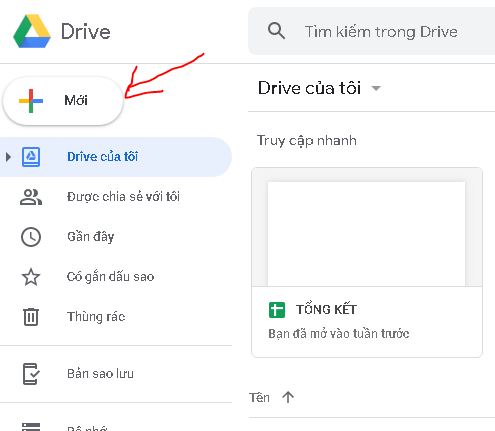 Drive
Tìm kiếm trong Drive
Mới
Drive của tôi
Drive của tôi
Truy cập nhanh
Được chia sẻ với tôi
Gần đây
Có gắn dấu sao
Thùng rác
TỔNG KẾT
Bạn đã mở vào tuần trước
Bản sao lưu
Tên